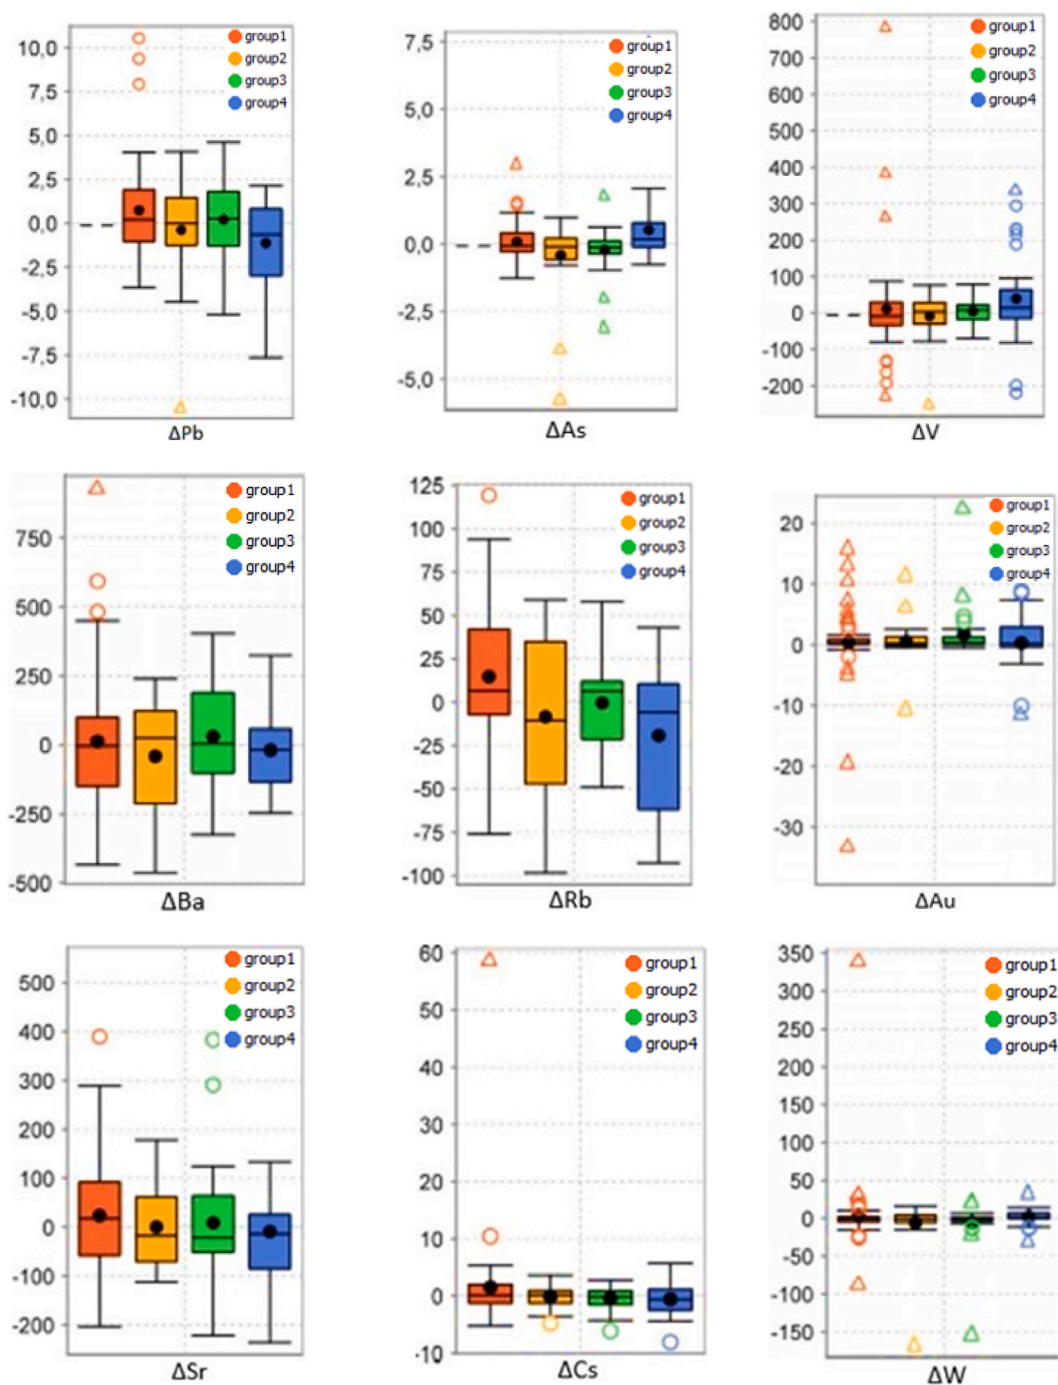 10,0
7,5
5,0
2,5
0,0
-2,5
-5,0
-7,5
-10,0
group1
group2
group3
group4
ΔPb
7,5
5,0
2,5
0,0
-2,5
-5,0
group1
group2
group3
group4
ΔAs
800
700
600
500
400
300
200
100
0
-100
-200
group1
group2
group3
group4
ΔV
750
500
250
0
-250
-500
group1
group2
group3
group4
ΔBa
125
100
75
50
25
0
-25
-50
-75
-100
group1
group2
group3
group4
ΔRb
20
10
0
-10
-20
-30
group1
group2
group3
group4
ΔAu
500
400
300
200
100
0
-100
-200
group1
group2
group3
group4
ΔSr
60
50
40
30
20
10
0
-10
group1
group2
group3
group4
ΔCs
350
300
250
200
150
100
50
0
-50
-100
-150
group1
group2
group3
group4
ΔW